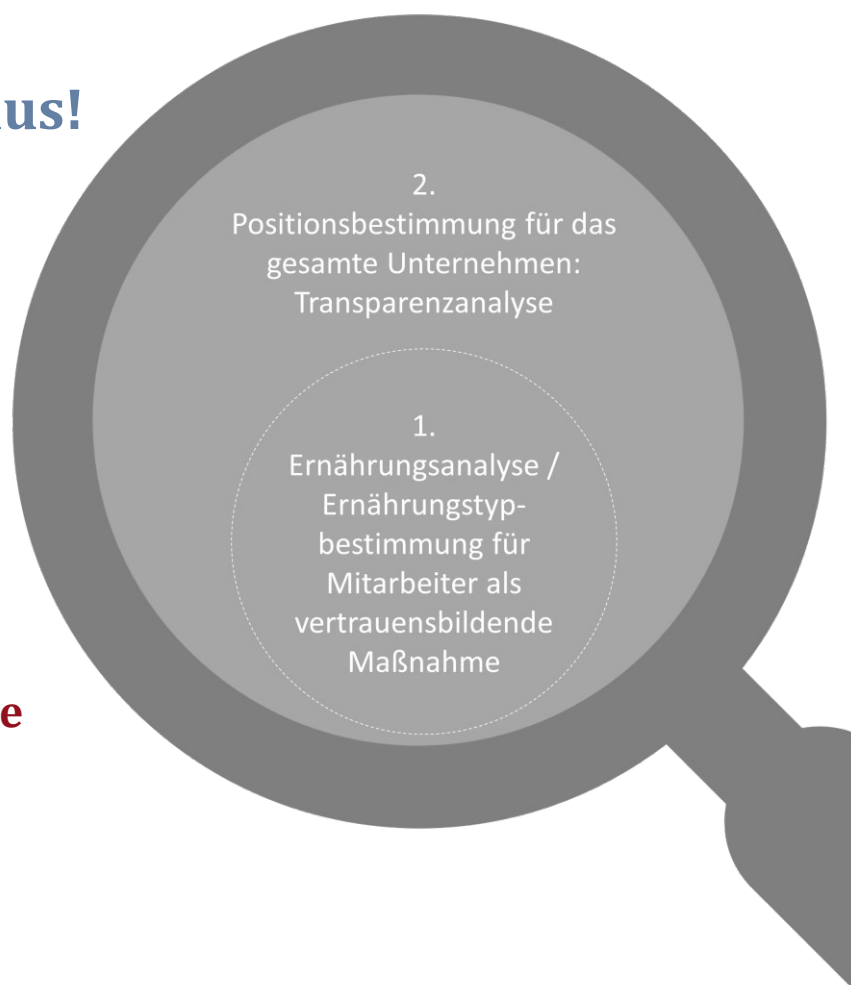 us!
2.
Positionsbestimmung für das
gesamte Unternehmen:
Transparenzanalyse
1.
Ernährungsanalyse /
Ernährungstyp-
bestimmung für
Mitarbeiter als
vertrauensbildende
Maßnahme
e